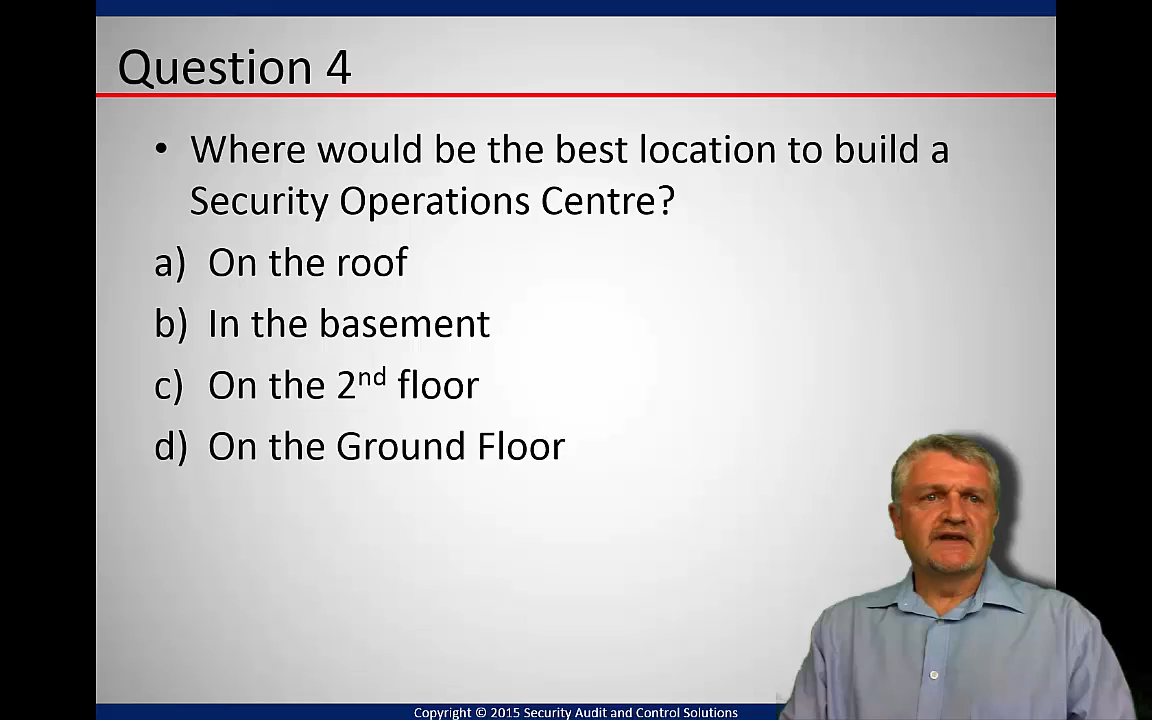 Question 4
• Where would be the best location to build a
Security Operations Centre?
a) On the roof
b) In the basement
c) On the 2nd floor
d) On the Ground Floor
Copyright © 2015 Security Audit and Control Solutions